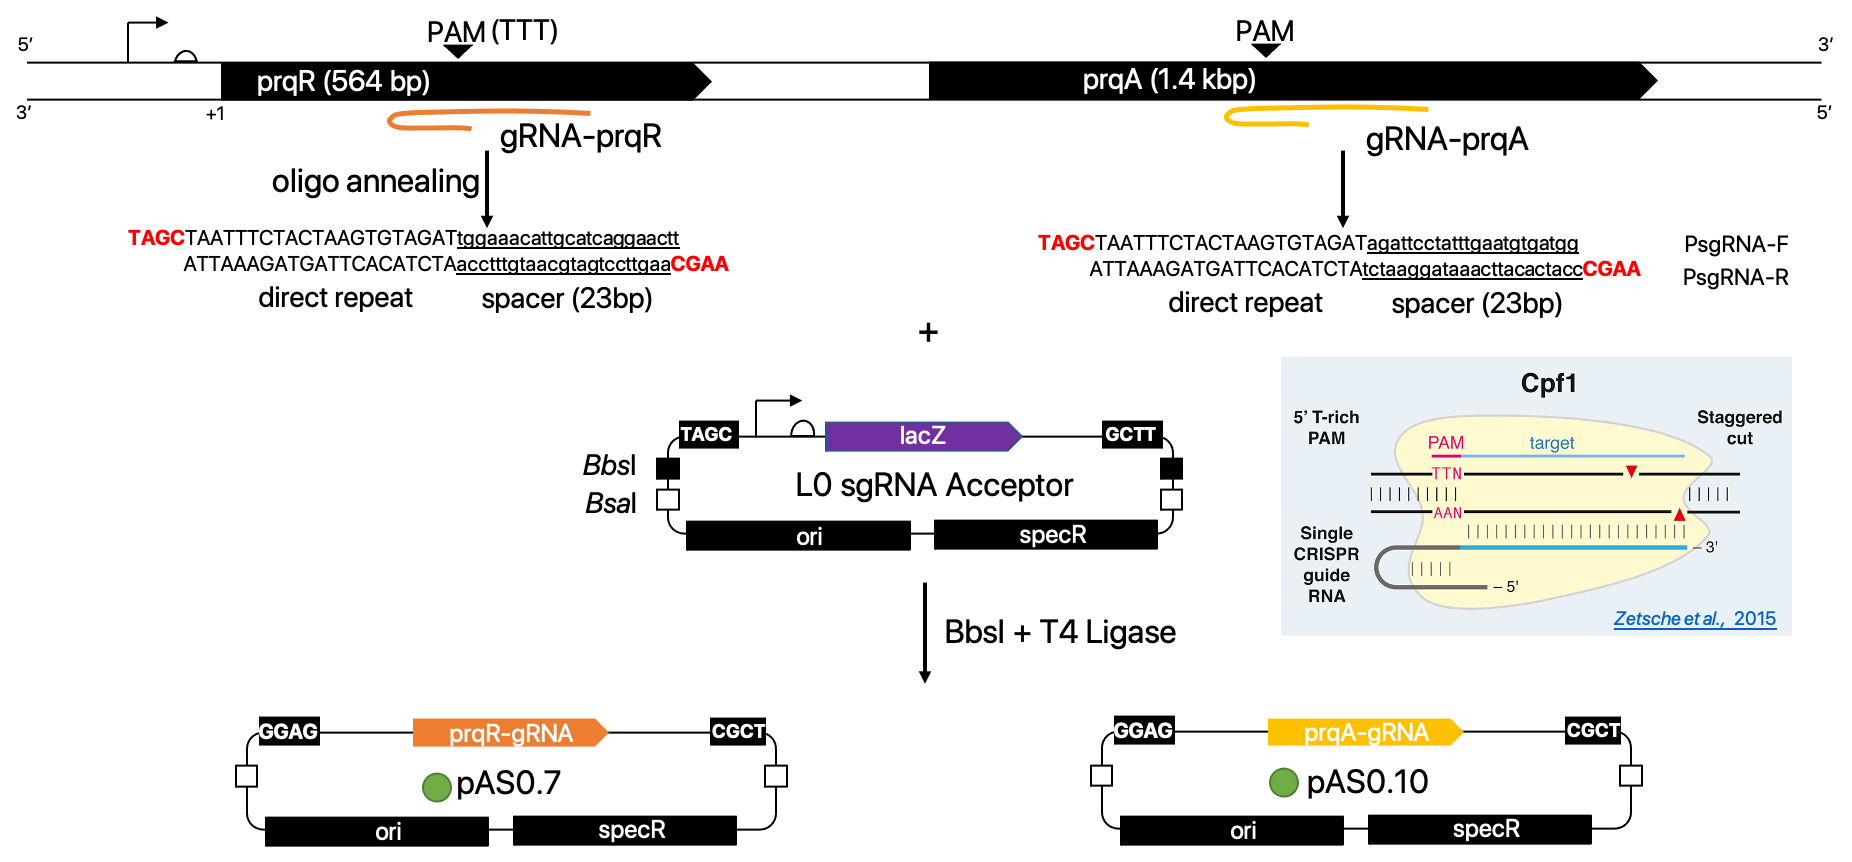 PAM (TTT)
PAM
5′
3′
prqR (564 bp)
prqA (1.4 kbp)
3′
+1
5′
gRNA-prqR
gRNA-prqA
oligo annealing
TAGCTAATTTCTACTAAGTGTAGATtggaaacattgcatcaggaactt
ATTAAAGATGATTCACATCTAacctttgtaacgtagtccttgaaCGAA
direct repeat
spacer (23bp)
TAGCTAATTTCTACTAAGTGTAGATagattcctatttgaatgtgatgg
PsgRNA-F
ATTAAAGATGATTCACATCTAtctaaggataaacttacactaccCGAA
PsgRNA-R
direct repeat
spacer (23bp)
+
TAGC
lacZ
GCTT
BbsI
BsaI
L0 sgRNA Acceptor
ori
specR
Cpf1
5’ T-rich
PAM
Staggered
cut
PAM
target
TTN
AAN
Single
CRISPR
guide
RNA
– 3'
– 5'
Zetsche et al., 2015
BbsI + T4 Ligase
GGAG
prqR-gRNA
CGCT
pAS0.7
ori
specR
GGAG
prqA-gRNA
CGCT
pAS0.10
ori
specR